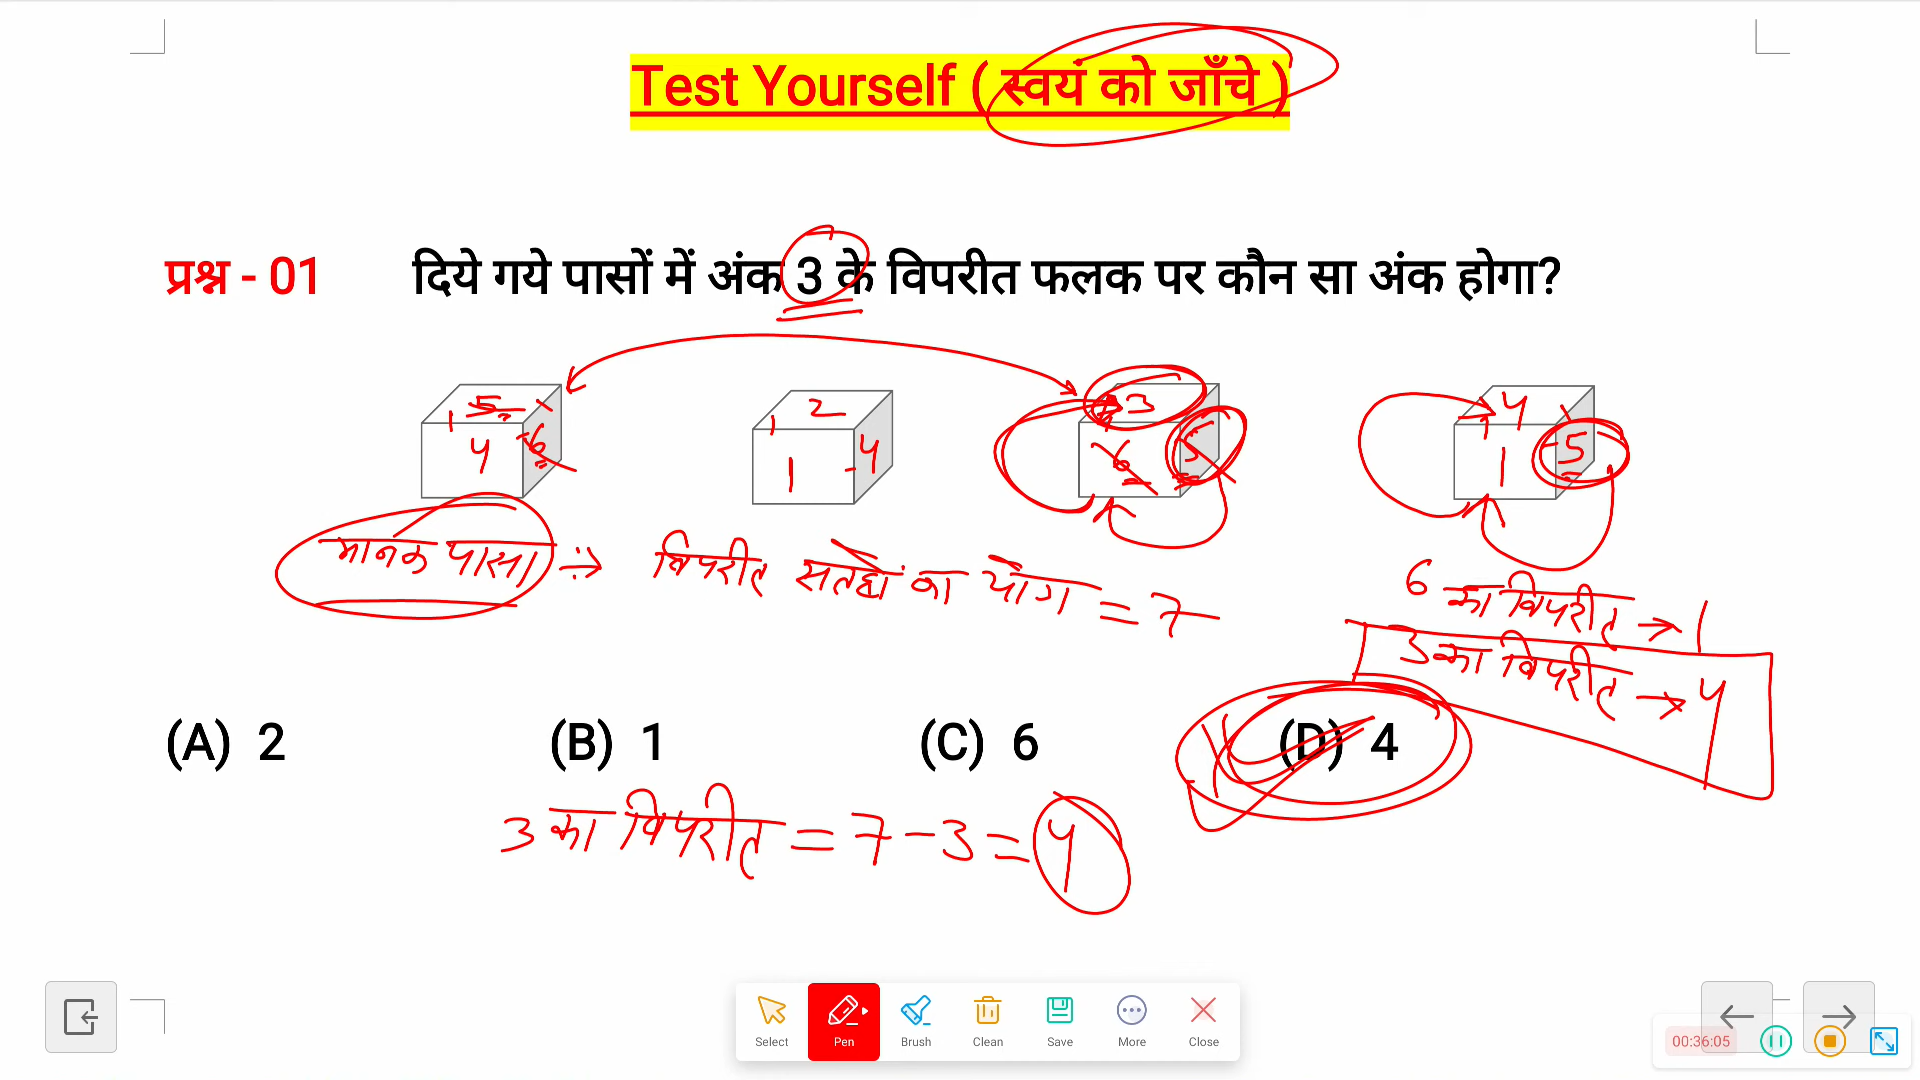 Test Yourself ( स्वयं को जाँचे )
प्रश्न - 01 दिये गये पासों में अंक 3 के विपरीत फलक पर कौन सा अंक होगा?
5 4 6
2 1 4
3 6 5
4 1 5
मानक पासा ⇒ विपरीत सतहों का योग = 7
6 का विपरीत → 1
3 का विपरीत → 4
(A) 2 (B) 1 (C) 6 (D) 4
3 का विपरीत = 7 - 3 = 4
Select Pen Brush Clean Save More Close
00:36:05